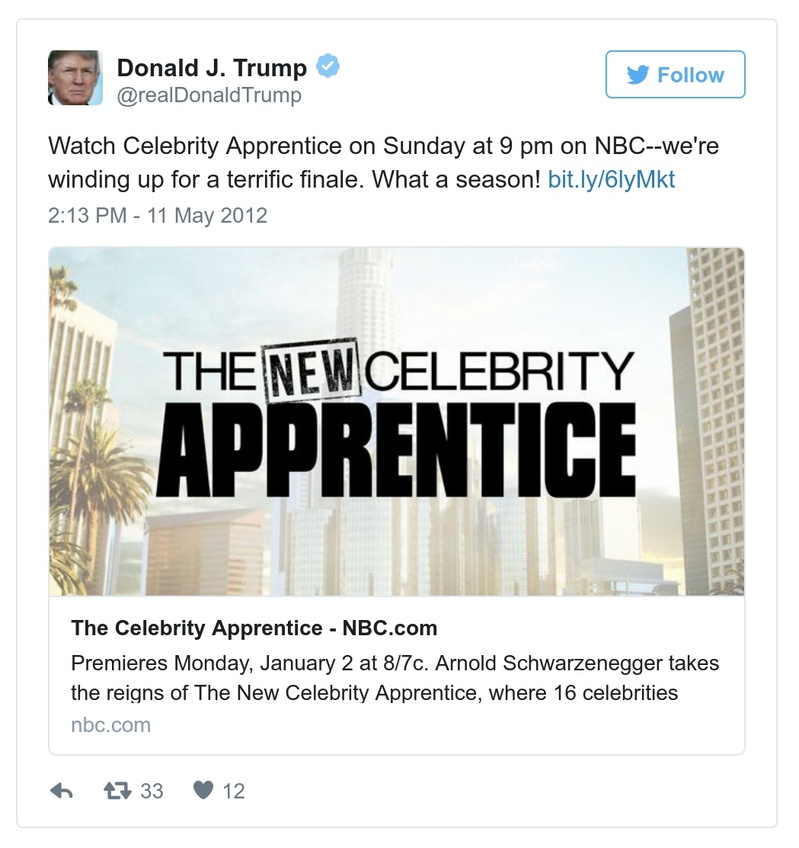 Donald J. Trump
@realDonaldTrump
Follow
Watch Celebrity Apprentice on Sunday at 9 pm on NBC--we're
winding up for a terrific finale. What a season! bit.ly/6lyMkt
2:13 PM - 11 May 2012
THE NEW CELEBRITY
APPRENTICE
The Celebrity Apprentice - NBC.com
Premieres Monday, January 2 at 8/7c. Arnold Schwarzenegger takes
the reigns of The New Celebrity Apprentice, where 16 celebrities
nbc.com
33 12